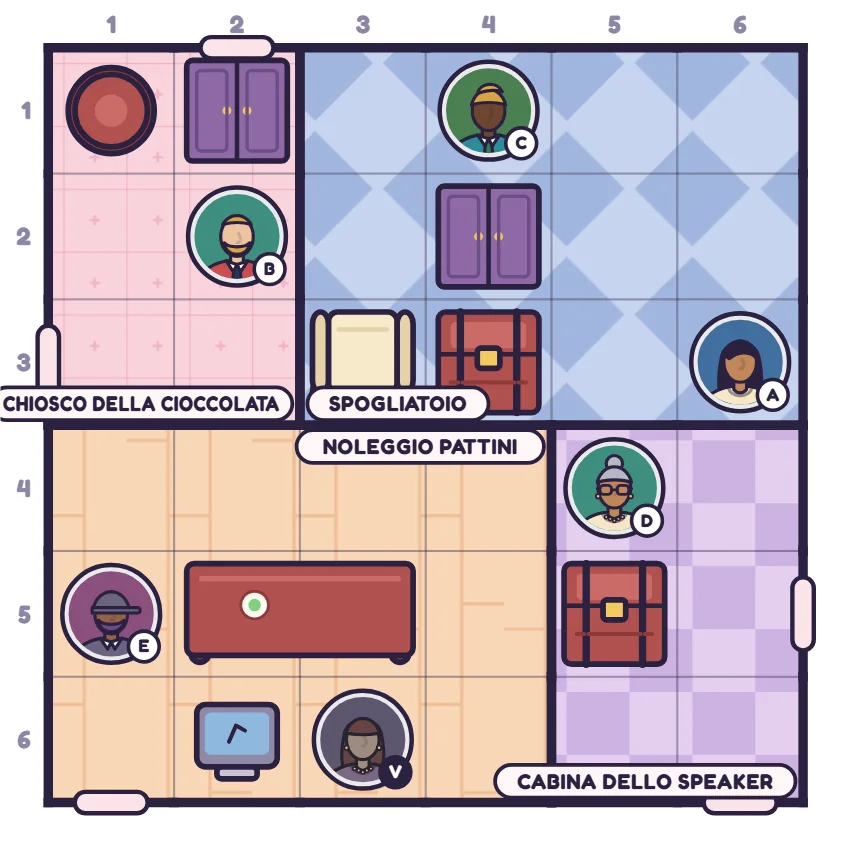 1 2 3 4 5 6
1
C
2
B
3
A
CHIOSCO DELLA CIOCCOLATA
SPOGLIATOIO
NOLEGGIO PATTINI
4
D
5
E
6
V
CABINA DELLO SPEAKER